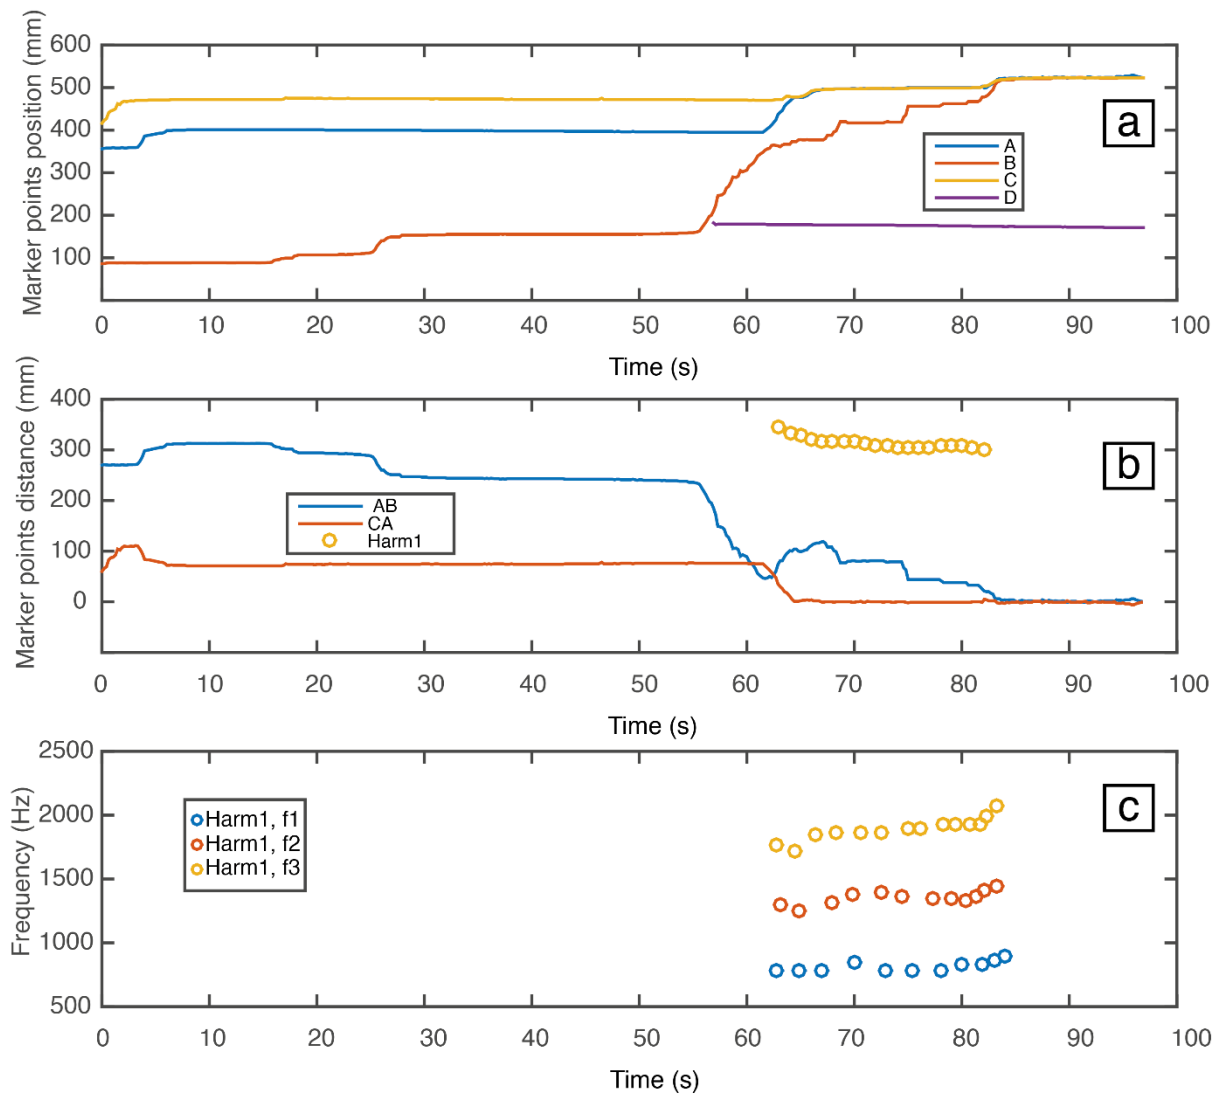 Marker points position (mm)
600
500
400
300
200
100
a
A
B
C
D
0 10 20 30 40 50 60 70 80 90 100
Time (s)
Marker points distance (mm)
400
300
200
100
0
b
AB
CA
Harm1
0 10 20 30 40 50 60 70 80 90 100
Time (s)
Frequency (Hz)
2500
2000
1500
1000
500
c
Harm1, f1
Harm1, f2
Harm1, f3
0 10 20 30 40 50 60 70 80 90 100
Time (s)